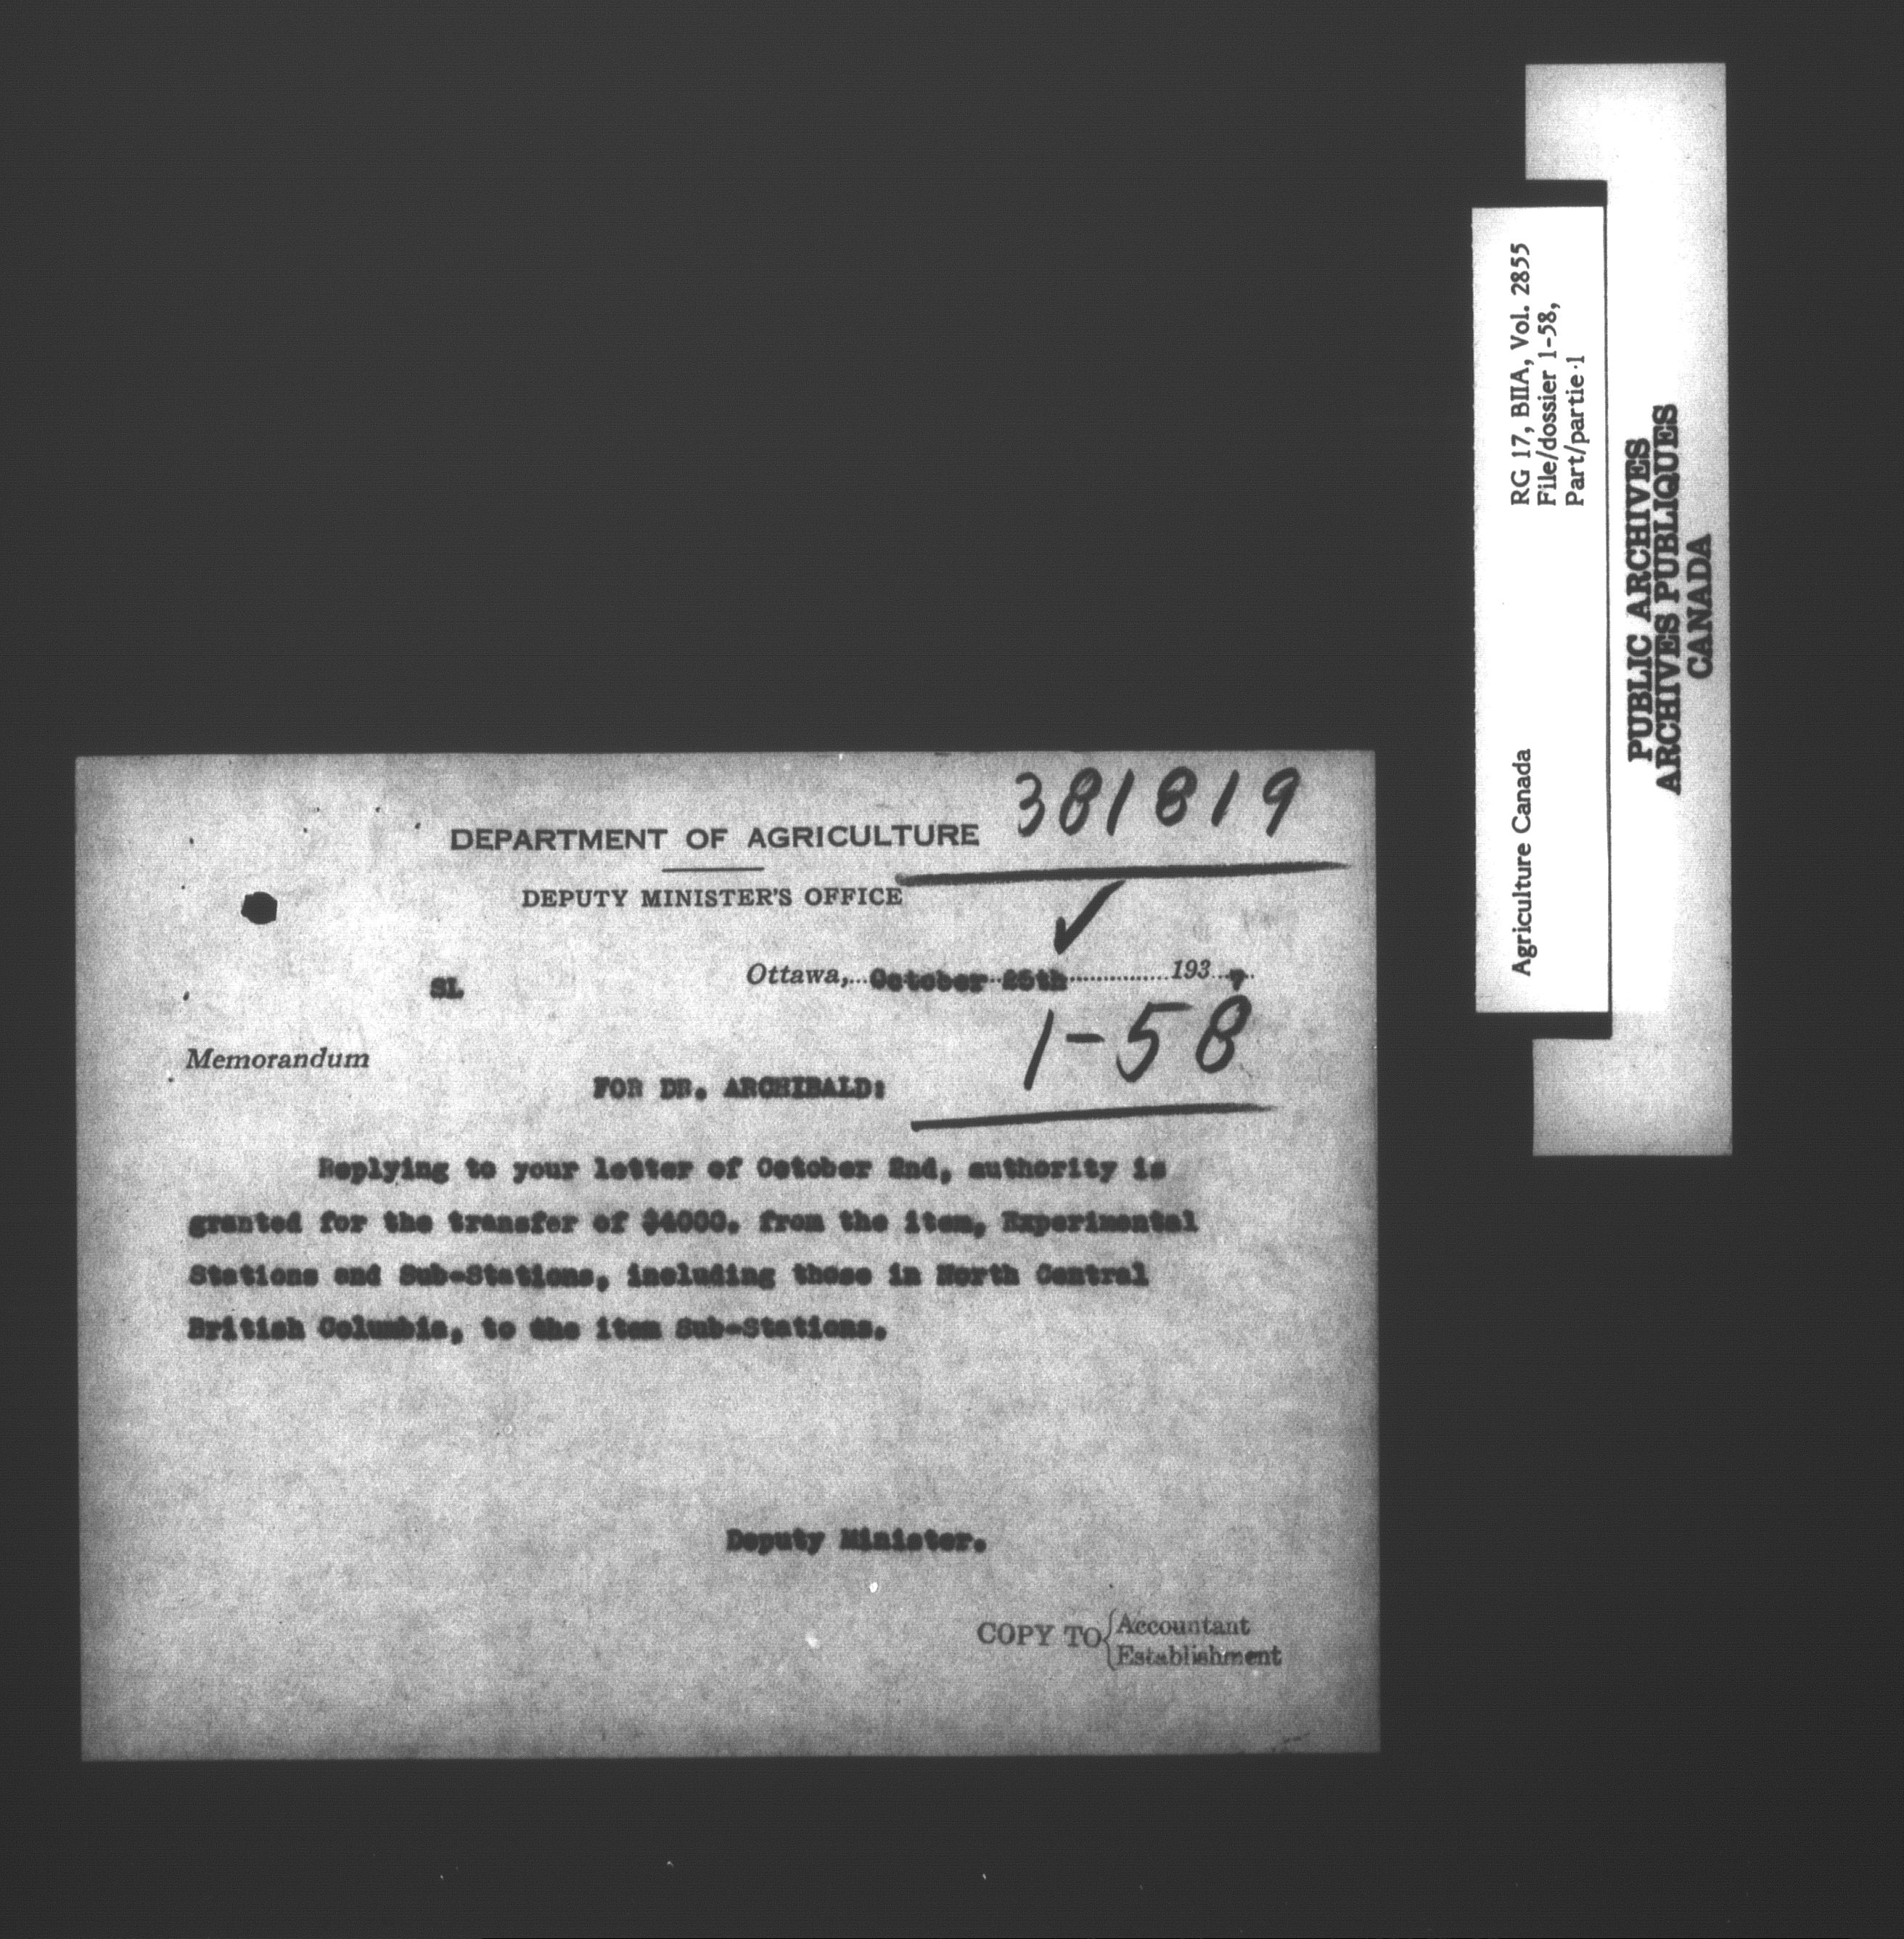 381819
DEPARTMENT OF AGRICULTURE
DEPUTY MINISTER'S OFFICE
Ottawa, October 25th 1937
SL
1-58
Memorandum
FOR DR. ARCHIBALD:
Replying to your letter of October 2nd, authority is
granted for the transfer of $4000. from the item, Experimental
Stations and Sub-Stations, including those in North Central
British Columbia, to the item Sub-Stations.
Deputy Minister.
COPY TO { Accountant
Establishment
Agriculture Canada
RG 17, BIIA, Vol. 2855
File/dossier 1-58,
Part/partie 1
PUBLIC ARCHIVES
ARCHIVES PUBLIQUES
CANADA